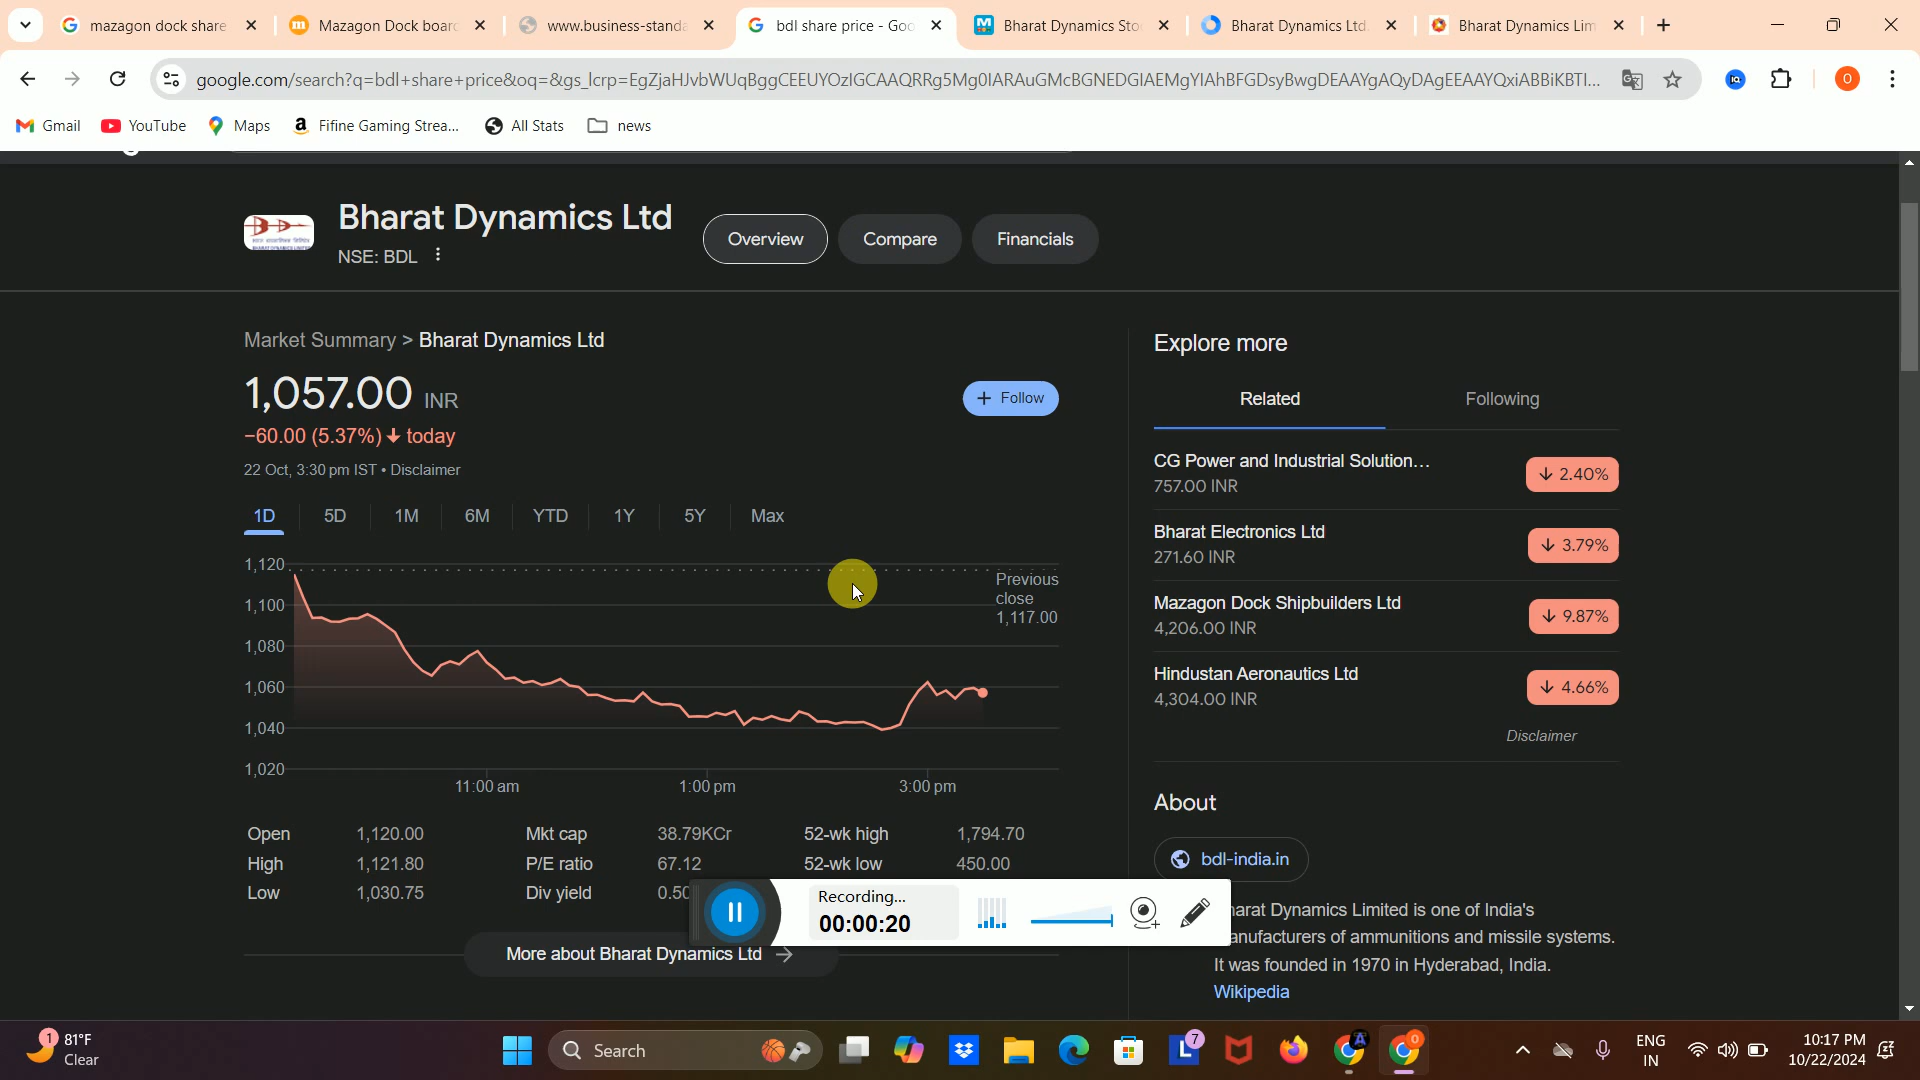 mazagon dock share
Mazagon Dock board
www.business-standa
bdl share price - Goo
Bharat Dynamics Sto
Bharat Dynamics Ltd.
Bharat Dynamics Lim
google.com/search?q=bdl+share+price&oq=&gs_lcrp=EgZjaHJvbWUqBggCEEUYOzIGCAAQRRg5Mg0IARAuGMcBGNEDGIAEMgYIAhBFGDsyBwgDEAAYgAQyDAgEEAAYQxiABBiKBTI...
Gmail
YouTube
Maps
Fifine Gaming Strea...
All Stats
news
Bharat Dynamics Ltd
NSE: BDL
Overview
Compare
Financials
Market Summary > Bharat Dynamics Ltd
1,057.00 INR
+ Follow
−60.00 (5.37%) ↓ today
22 Oct, 3:30 pm IST • Disclaimer
1D 5D 1M 6M YTD 1Y 5Y Max
1,120
1,100
1,080
1,060
1,040
1,020
Previous
close
1,117.00
11:00 am 1:00 pm 3:00 pm
Open 1,120.00 Mkt cap 38.79KCr 52-wk high 1,794.70
High 1,121.80 P/E ratio 67.12 52-wk low 450.00
Low 1,030.75 Div yield 0.50
More about Bharat Dynamics Ltd →
Explore more
Related Following
CG Power and Industrial Solution...
757.00 INR
↓ 2.40%
Bharat Electronics Ltd
271.60 INR
↓ 3.79%
Mazagon Dock Shipbuilders Ltd
4,206.00 INR
↓ 9.87%
Hindustan Aeronautics Ltd
4,304.00 INR
↓ 4.66%
Disclaimer
About
bdl-india.in
arat Dynamics Limited is one of India's
anufacturers of ammunitions and missile systems.
It was founded in 1970 in Hyderabad, India.
Wikipedia
Recording...
00:00:20
1
81°F
Clear
Search
7
ENG
IN
10:17 PM
10/22/2024